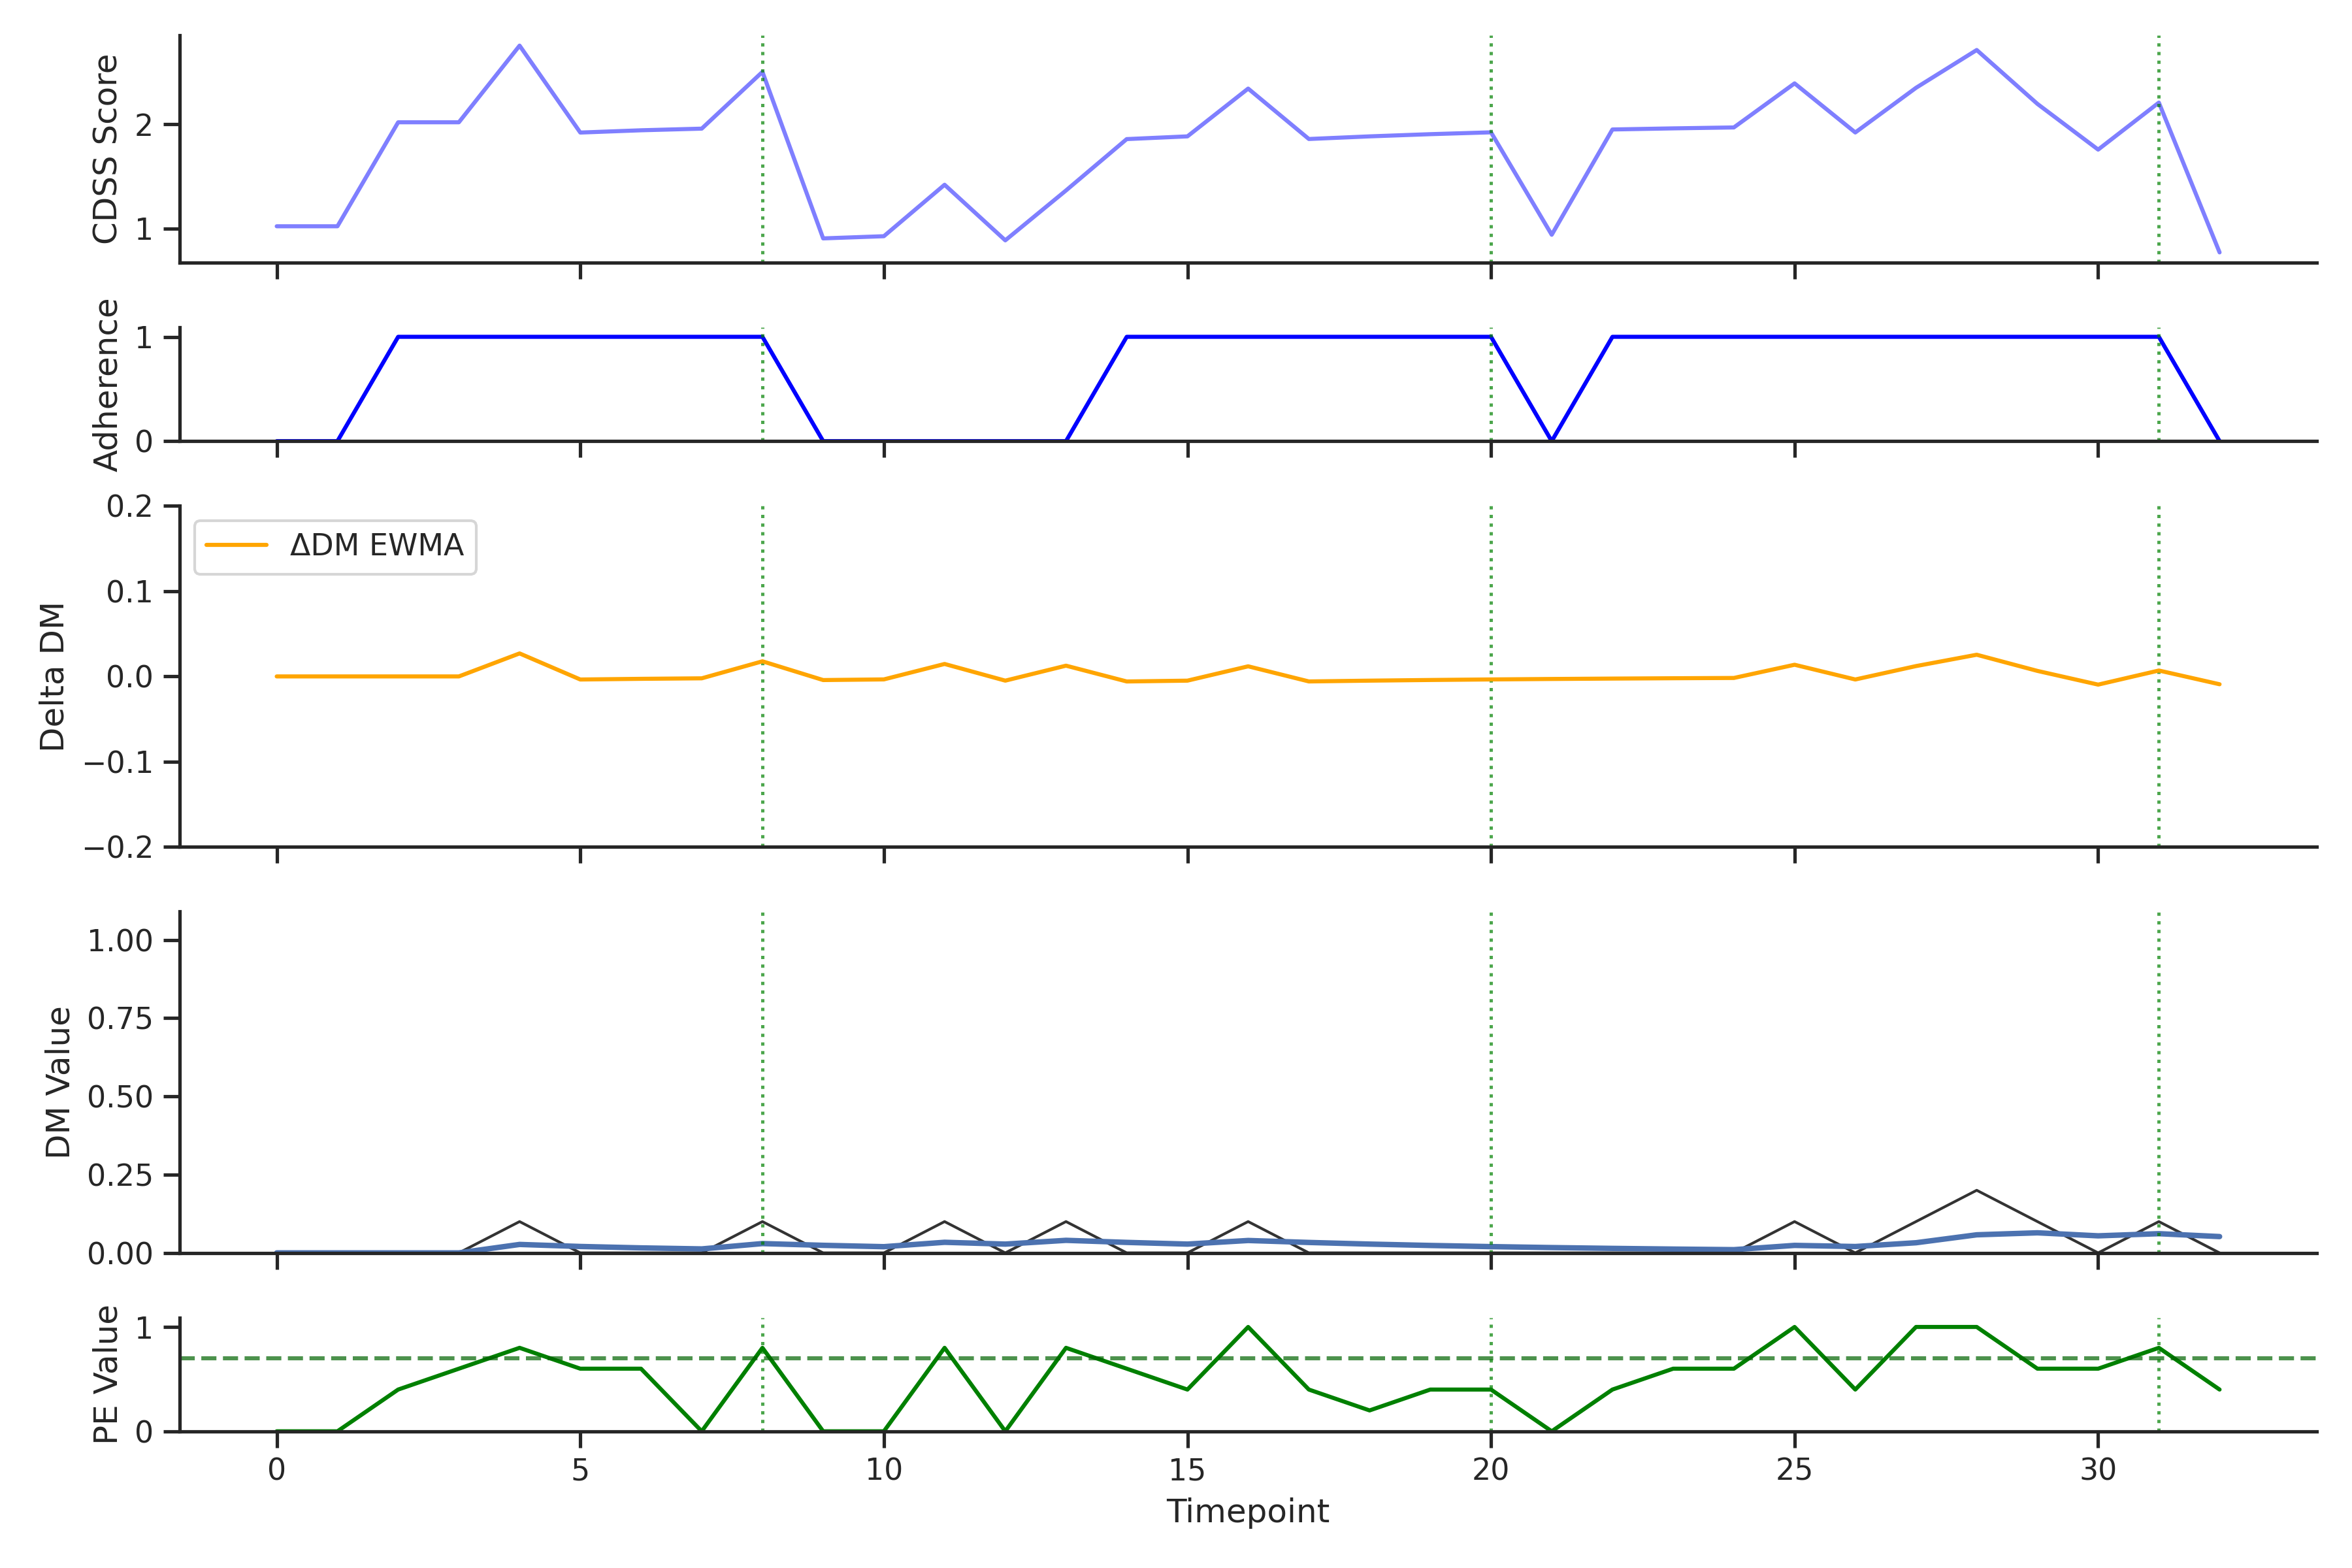 CDSS Score
2
1
Adherence
1
0
Delta DM
0.2
0.1
0.0
−0.1
−0.2
ΔDM EWMA
DM Value
1.00
0.75
0.50
0.25
0.00
PE Value
1
0
0 5 10 15 20 25 30
Timepoint